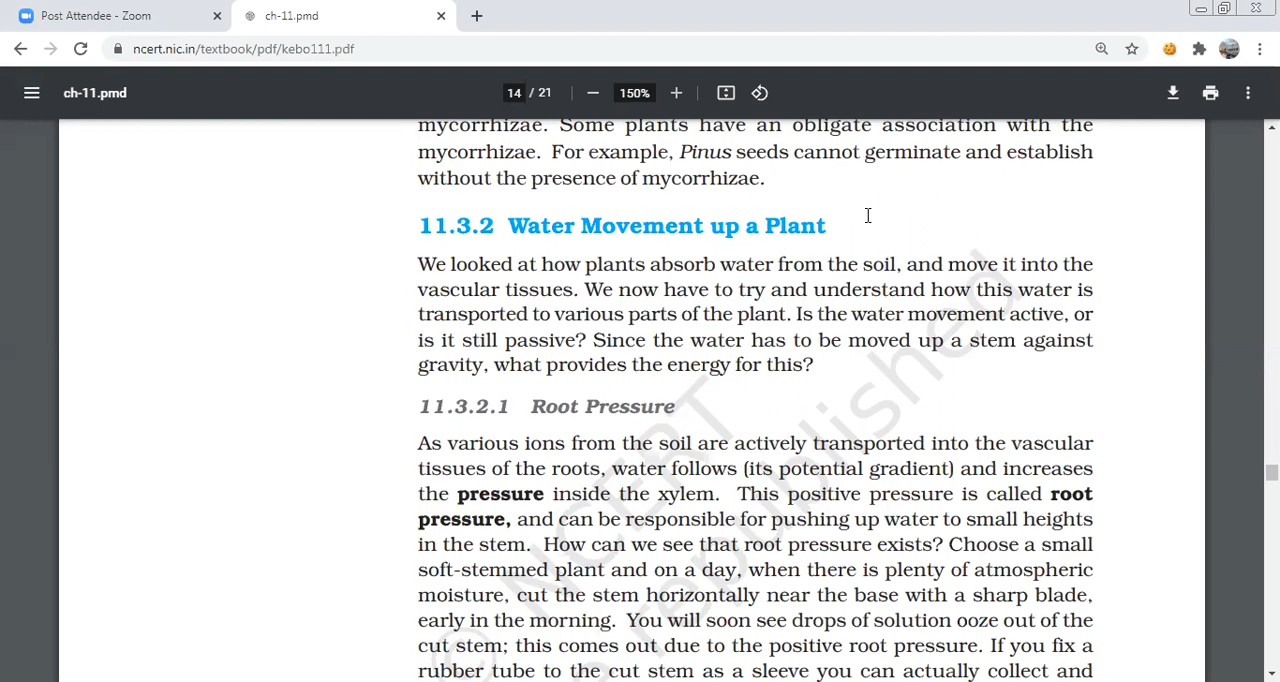 Post Attendee - Zoom
ch-11.pmd
ncert.nic.in/textbook/pdf/kebo111.pdf
ch-11.pmd
14 / 21
150%
mycorrhizae. Some plants have an obligate association with the
mycorrhizae. For example, Pinus seeds cannot germinate and establish
without the presence of mycorrhizae.
11.3.2 Water Movement up a Plant
We looked at how plants absorb water from the soil, and move it into the
vascular tissues. We now have to try and understand how this water is
transported to various parts of the plant. Is the water movement active, or
is it still passive? Since the water has to be moved up a stem against
gravity, what provides the energy for this?
11.3.2.1 Root Pressure
As various ions from the soil are actively transported into the vascular
tissues of the roots, water follows (its potential gradient) and increases
the pressure inside the xylem. This positive pressure is called root
pressure, and can be responsible for pushing up water to small heights
in the stem. How can we see that root pressure exists? Choose a small
soft-stemmed plant and on a day, when there is plenty of atmospheric
moisture, cut the stem horizontally near the base with a sharp blade,
early in the morning. You will soon see drops of solution ooze out of the
cut stem; this comes out due to the positive root pressure. If you fix a
rubber tube to the cut stem as a sleeve you can actually collect and
© NCERT
republished